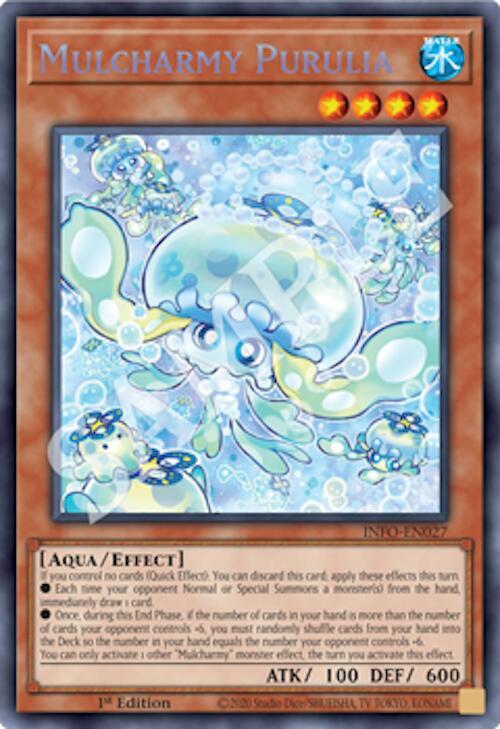 MULCHARMY PURULIA
WATER
水
SAMPLE
INFO-EN027
[AQUA/EFFECT]
If you control no cards (Quick Effect): You can discard this card; apply these effects this turn.
● Each time your opponent Normal or Special Summons a monster(s) from the hand,
immediately draw 1 card.
● Once, during this End Phase, if the number of cards in your hand is more than the number
of cards your opponent controls +6, you must randomly shuffle cards from your hand into
the Deck so the number in your hand equals the number your opponent controls +6.
You can only activate 1 other "Mulcharmy" monster effect, the turn you activate this effect.
ATK/ 100 DEF/ 600
1st Edition
©2020 Studio Dice/SHUEISHA, TV TOKYO, KONAMI